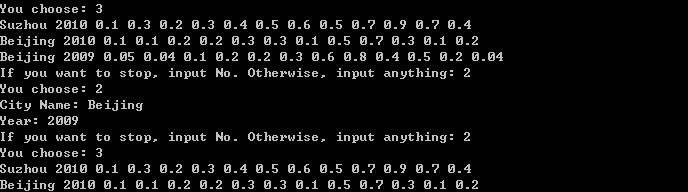 You choose: 3
Suzhou 2010 0.1 0.3 0.2 0.3 0.4 0.5 0.6 0.5 0.7 0.9 0.7 0.4
Beijing 2010 0.1 0.1 0.2 0.2 0.3 0.3 0.1 0.5 0.7 0.3 0.1 0.2
Beijing 2009 0.05 0.04 0.1 0.2 0.2 0.3 0.6 0.8 0.4 0.5 0.2 0.04
If you want to stop, input No. Otherwise, input anything: 2
You choose: 2
City Name: Beijing
Year: 2009
If you want to stop, input No. Otherwise, input anything: 2
You choose: 3
Suzhou 2010 0.1 0.3 0.2 0.3 0.4 0.5 0.6 0.5 0.7 0.9 0.7 0.4
Beijing 2010 0.1 0.1 0.2 0.2 0.3 0.3 0.1 0.5 0.7 0.3 0.1 0.2